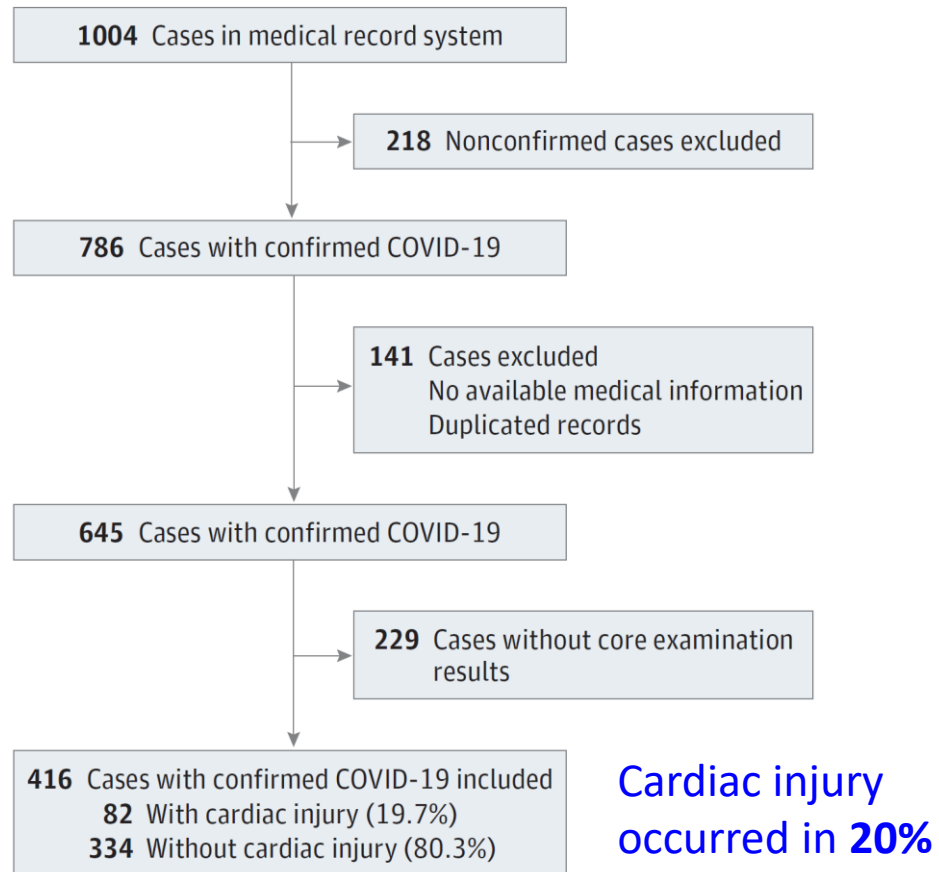 1004 Cases in medical record system
218 Nonconfirmed cases excluded
786 Cases with confirmed COVID-19
141 Cases excluded
No available medical information
Duplicated records
645 Cases with confirmed COVID-19
229 Cases without core examination
results
416 Cases with confirmed COVID-19 included
82 With cardiac injury (19.7%)
334 Without cardiac injury (80.3%)
Cardiac injury
occurred in 20%